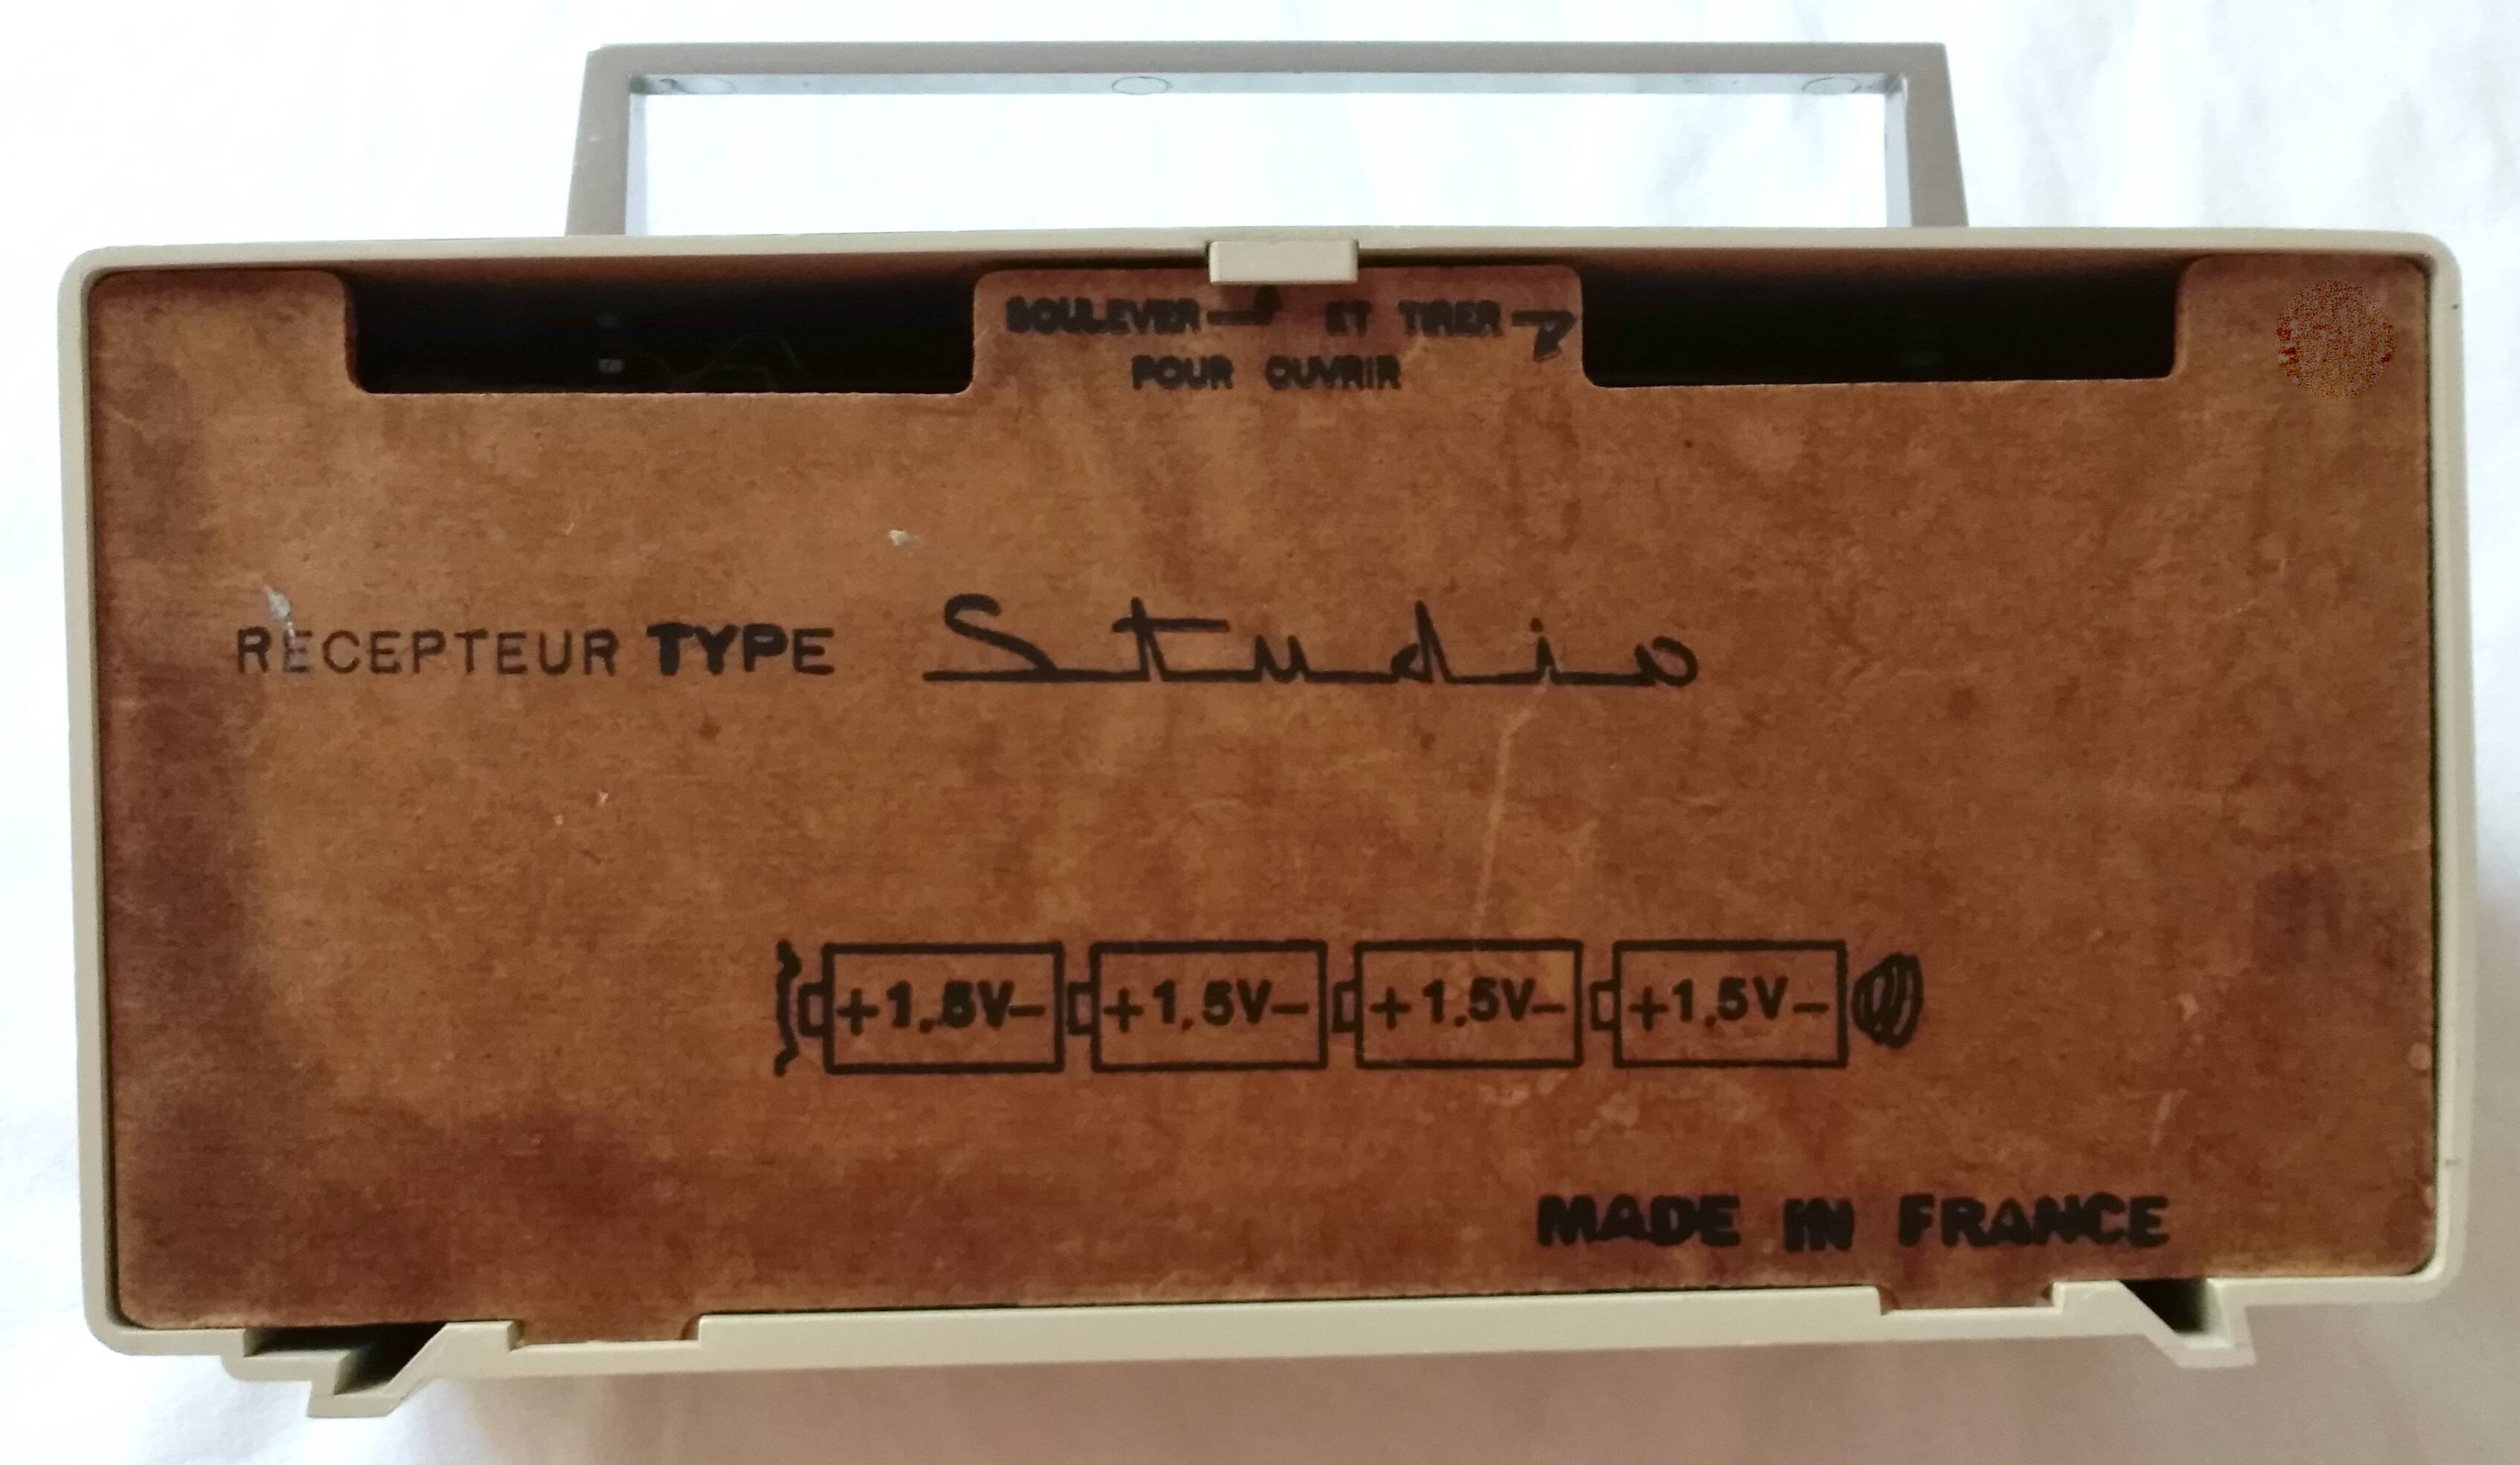 SOULEVER ET TIRER
POUR OUVRIR
RECEPTEUR TYPE Studio
+1,5V- +1,5V- +1,5V- +1,5V-
MADE IN FRANCE